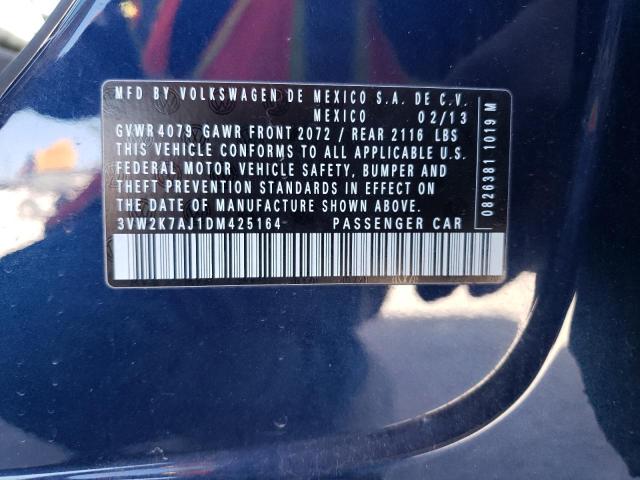 MFD BY VOLKSWAGEN DE MEXICO S.A. DE C.V.
MEXICO 02/13
GVWR 4079 GAWR FRONT 2072 / REAR 2116 LBS
THIS VEHICLE CONFORMS TO ALL APPLICABLE U.S.
FEDERAL MOTOR VEHICLE SAFETY, BUMPER AND
THEFT PREVENTION STANDARDS IN EFFECT ON
THE DATE OF MANUFACTURE SHOWN ABOVE.
3VW2K7AJ1DM425164 PASSENGER CAR
0826381 1019 M